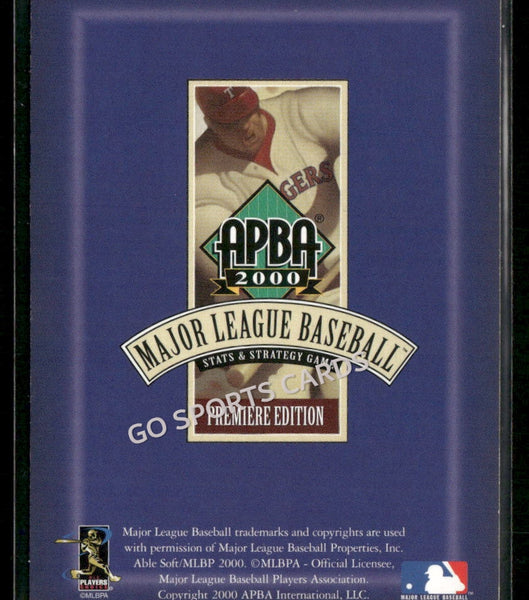 T
GERS
APBA®
2000
MAJOR LEAGUE BASEBALL™
STATS & STRATEGY GAME
GO SPORTS CARDS
PREMIERE EDITION
Major League Baseball trademarks and copyrights are used
with permission of Major League Baseball Properties, Inc.
Able Soft/MLBP 2000. ©MLBPA - Official Licensee,
Major League Baseball Players Association.
Copyright 2000 APBA International, LLC.
PLAYERS
CHOICE
©MLBPA
MAJOR LEAGUE BASEBALL